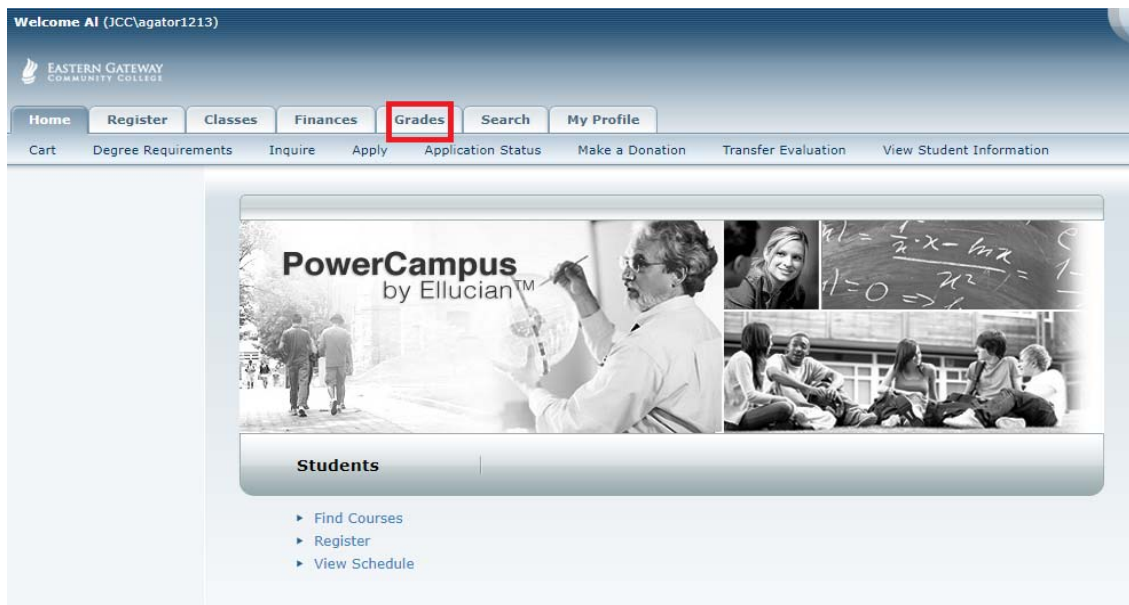 Welcome Al (JCC\agator1213)
EASTERN GATEWAY
COMMUNITY COLLEGE
Home Register Classes Finances Grades Search My Profile
Cart Degree Requirements Inquire Apply Application Status Make a Donation Transfer Evaluation View Student Information
PowerCampus
by Ellucian™
Students
Find Courses
Register
View Schedule